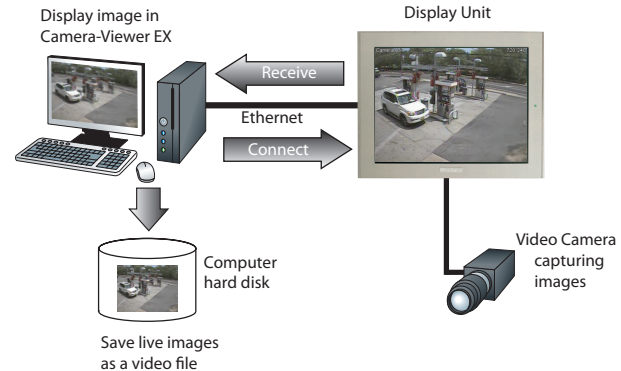 Display image in
Camera-Viewer EX
Display Unit
Receive
Ethernet
Connect
Video Camera
capturing
images
Computer
hard disk
Save live images
as a video file